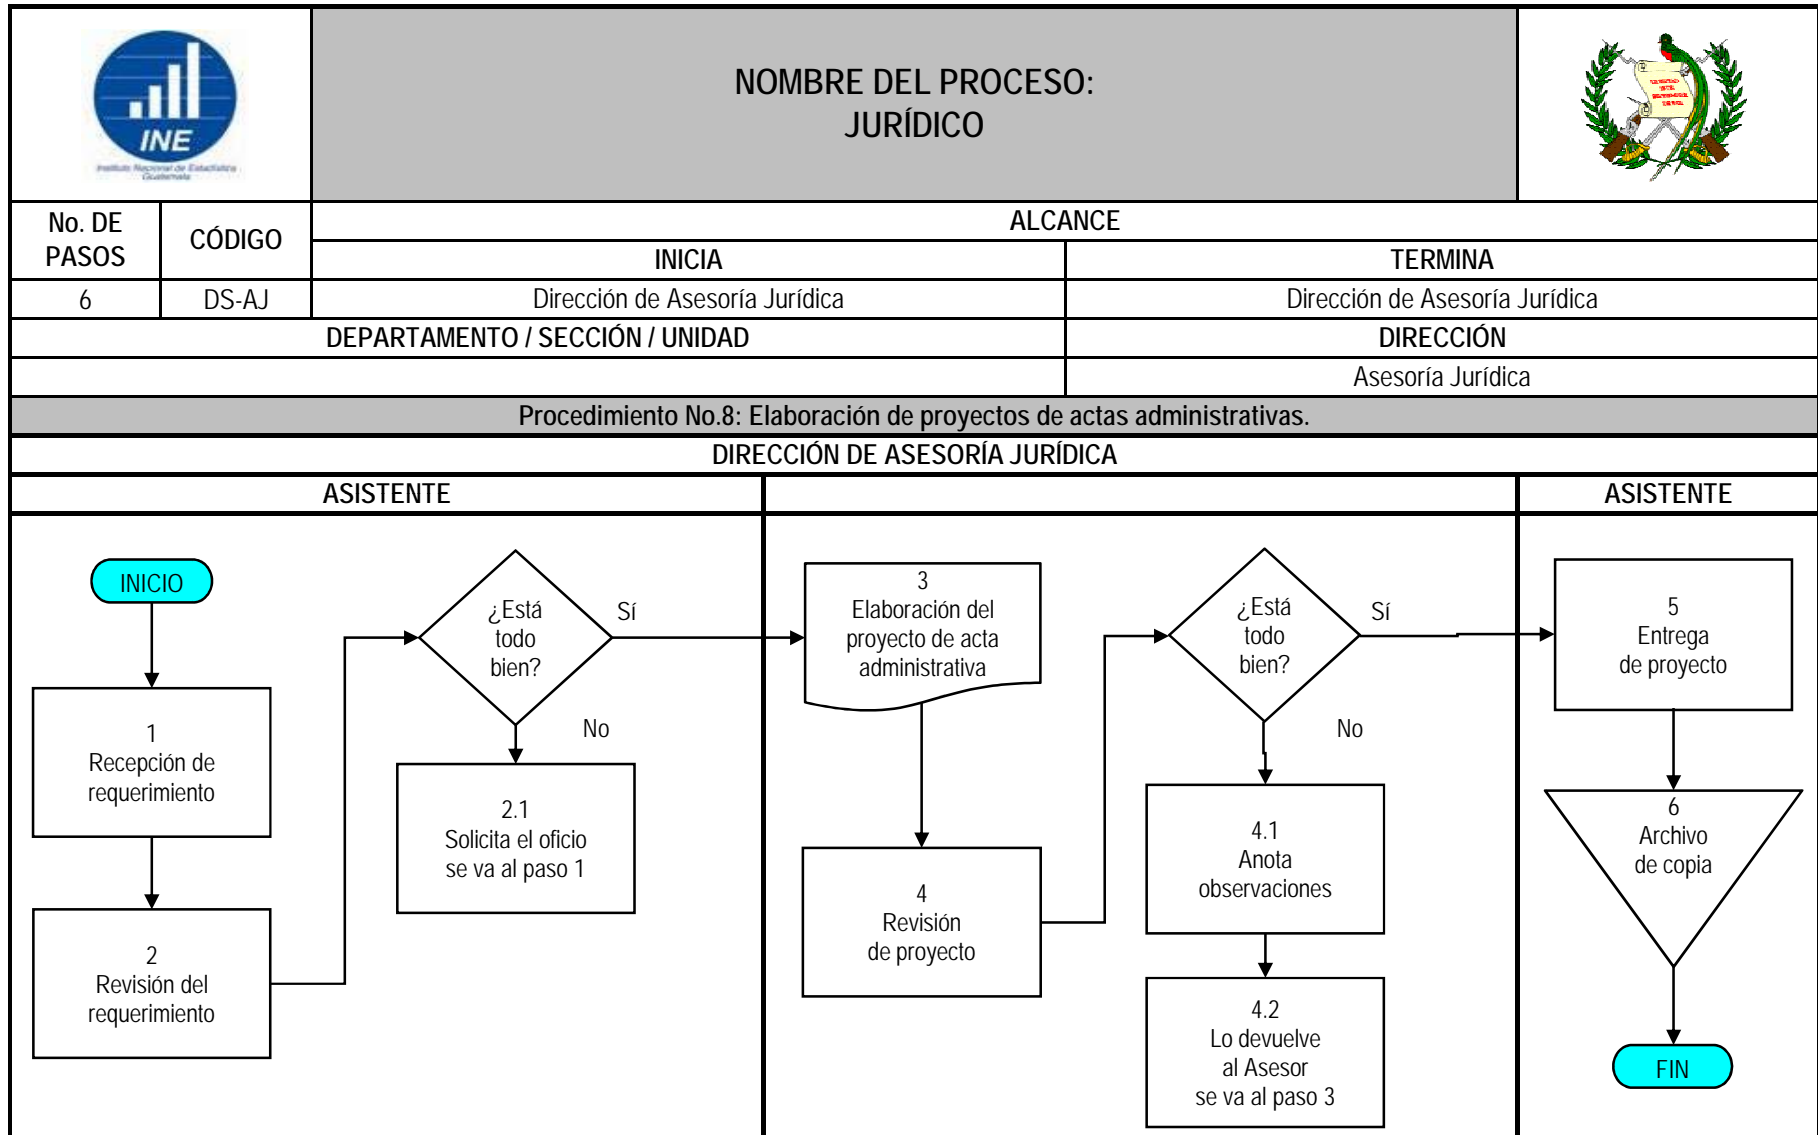 NOMBRE DEL PROCESO:
JURÍDICO
INE
Instituto Nacional de Estadística
Guatemala
No. DE
PASOS
CÓDIGO
ALCANCE
INICIA
TERMINA
6
DS-AJ
Dirección de Asesoría Jurídica
Dirección de Asesoría Jurídica
DEPARTAMENTO / SECCIÓN / UNIDAD
DIRECCIÓN
Asesoría Jurídica
Procedimiento No.8: Elaboración de proyectos de actas administrativas.
DIRECCIÓN DE ASESORÍA JURÍDICA
ASISTENTE
ASISTENTE
INICIO
1
Recepción de
requerimiento
2
Revisión del
requerimiento
¿Está
todo
bien?
Sí
No
2.1
Solicita el oficio
se va al paso 1
3
Elaboración del
proyecto de acta
administrativa
4
Revisión
de proyecto
¿Está
todo
bien?
Sí
No
4.1
Anota
observaciones
4.2
Lo devuelve
al Asesor
se va al paso 3
5
Entrega
de proyecto
6
Archivo
de copia
FIN